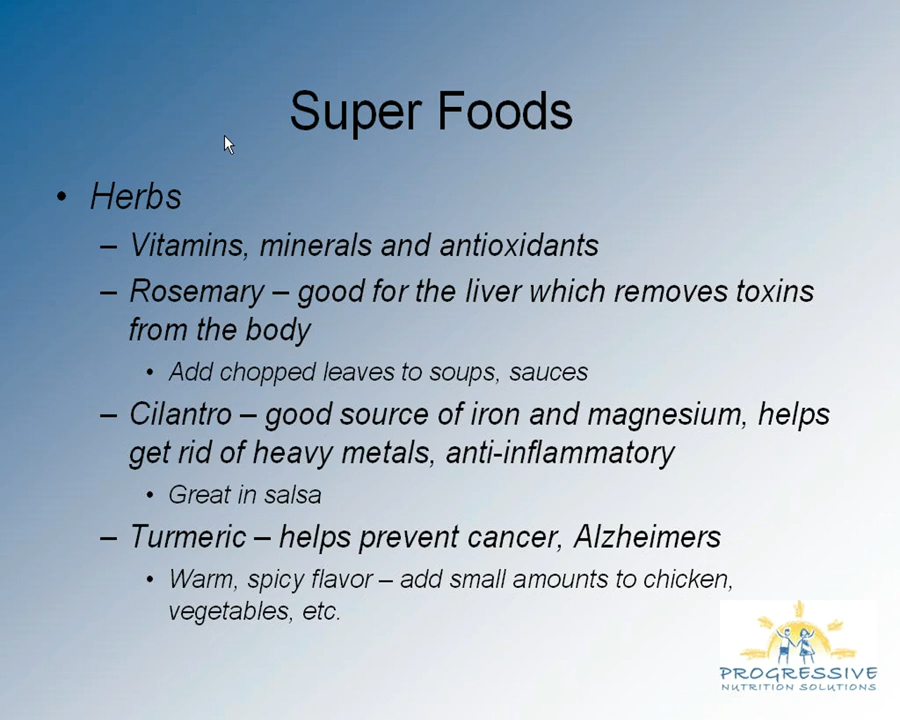 Super Foods
• Herbs
– Vitamins, minerals and antioxidants
– Rosemary – good for the liver which removes toxins
from the body
• Add chopped leaves to soups, sauces
– Cilantro – good source of iron and magnesium, helps
get rid of heavy metals, anti-inflammatory
• Great in salsa
– Turmeric – helps prevent cancer, Alzheimers
• Warm, spicy flavor – add small amounts to chicken,
vegetables, etc.
PROGRESSIVE
NUTRITION SOLUTIONS